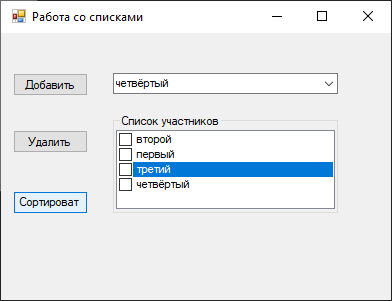 Работа со списками
Добавить
четвёртый
Список участников
Удалить
второй
первый
третий
четвёртый
Сортироват